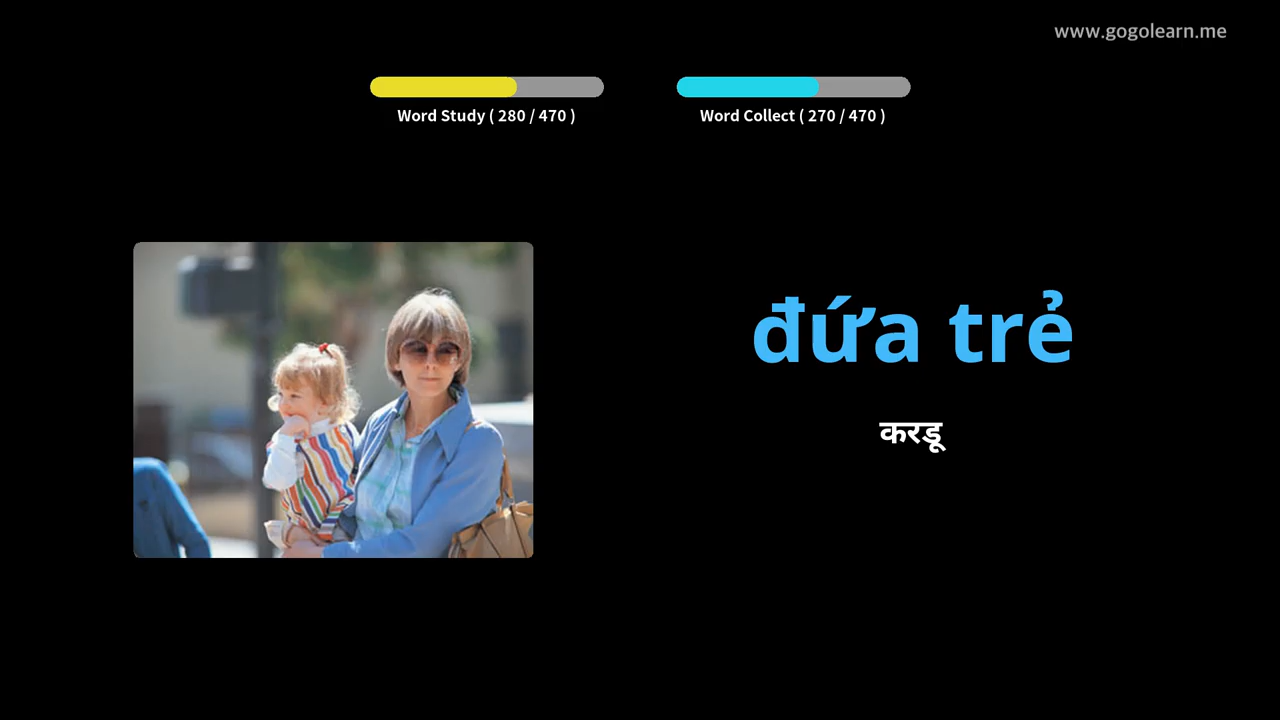 www.gogolearn.me
Word Study ( 280 / 470 )
Word Collect ( 270 / 470 )
đứa trẻ
करडू